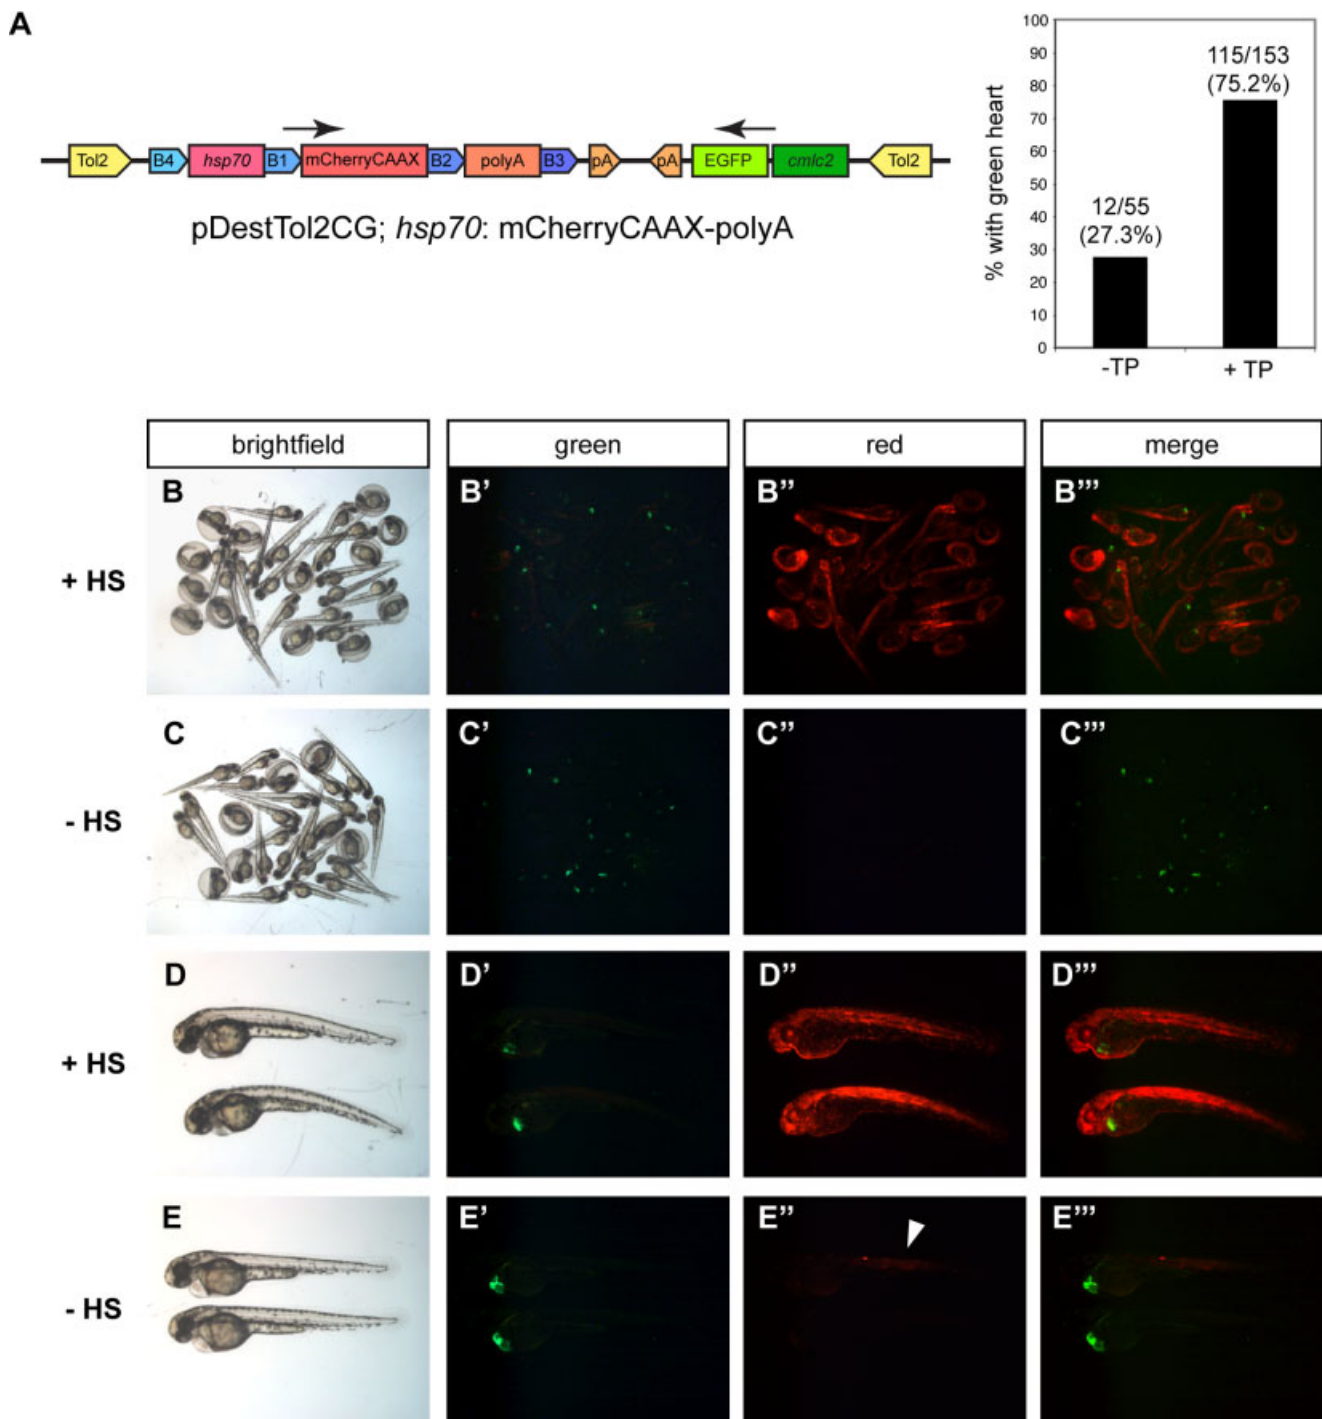 A
Tol2 B4 hsp70 B1 mCherryCAAX B2 polyA B3 pA pA EGFP cmlc2 Tol2
pDestTol2CG; hsp70: mCherryCAAX-polyA
% with green heart
100
90
80
70
60
50
40
30
20
10
0
12/55
(27.3%)
115/153
(75.2%)
-TP + TP
brightfield green red merge
+ HS
B B’ B’’ B’’’
- HS
C C’ C’’ C’’’
+ HS
D D’ D’’ D’’’
- HS
E E’ E’’ E’’’